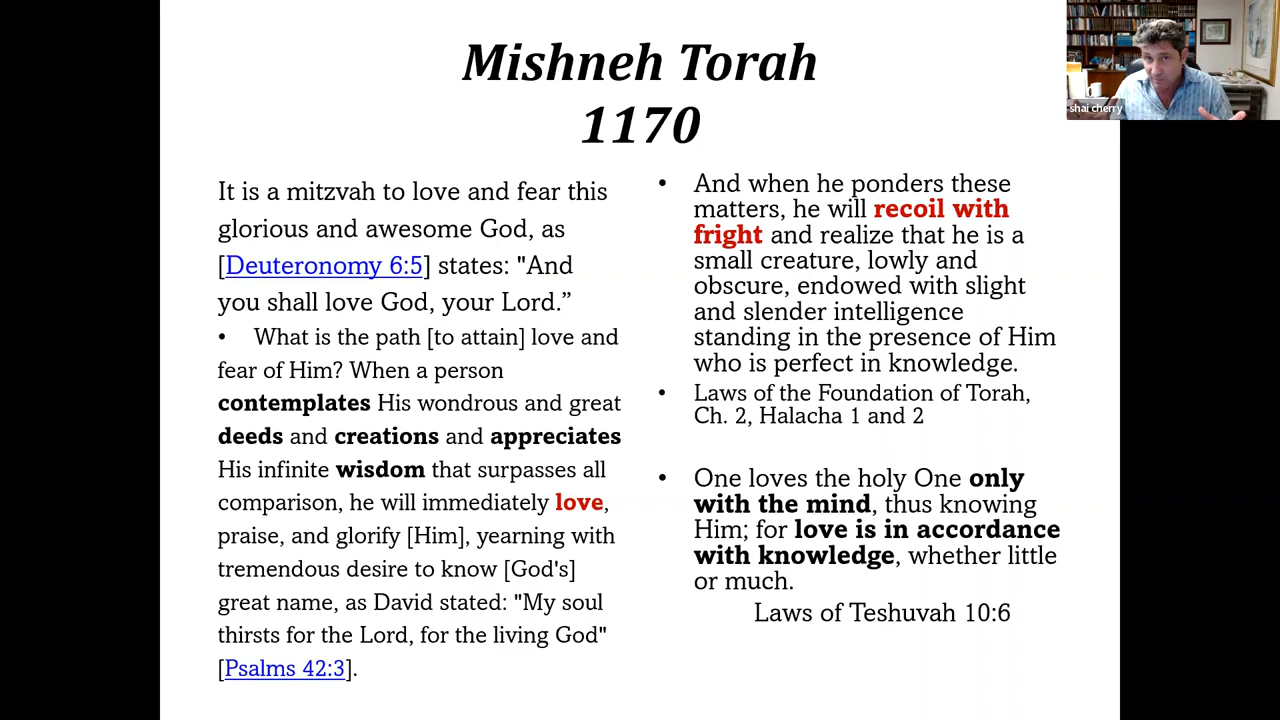 Mishneh Torah
1170
It is a mitzvah to love and fear this
glorious and awesome God, as
[Deuteronomy 6:5] states: "And
you shall love God, your Lord.”
• What is the path [to attain] love and
fear of Him? When a person
contemplates His wondrous and great
deeds and creations and appreciates
His infinite wisdom that surpasses all
comparison, he will immediately love,
praise, and glorify [Him], yearning with
tremendous desire to know [God's]
great name, as David stated: "My soul
thirsts for the Lord, for the living God"
[Psalms 42:3].
• And when he ponders these
matters, he will recoil with
fright and realize that he is a
small creature, lowly and
obscure, endowed with slight
and slender intelligence
standing in the presence of Him
who is perfect in knowledge.
• Laws of the Foundation of Torah,
Ch. 2, Halacha 1 and 2
• One loves the holy One only
with the mind, thus knowing
Him; for love is in accordance
with knowledge, whether little
or much.
Laws of Teshuvah 10:6
shai cherry